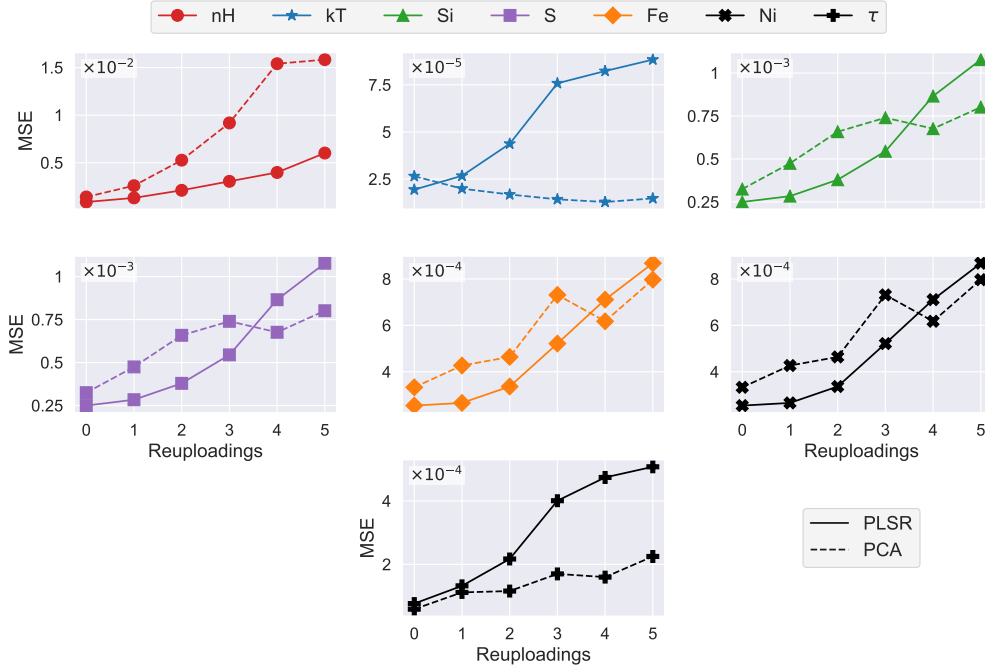 nH kT Si S Fe Ni τ
×10⁻² ×10⁻⁵ ×10⁻³
MSE
1.5
1
0.5
7.5
5
2.5
1
0.75
0.5
0.25
×10⁻³ ×10⁻⁴ ×10⁻⁴
MSE
1
0.75
0.5
0.25
8
6
4
8
6
4
0 1 2 3 4 5
Reuploadings
0 1 2 3 4 5
Reuploadings
×10⁻⁴
MSE
4
2
0 1 2 3 4 5
Reuploadings
PLSR
PCA